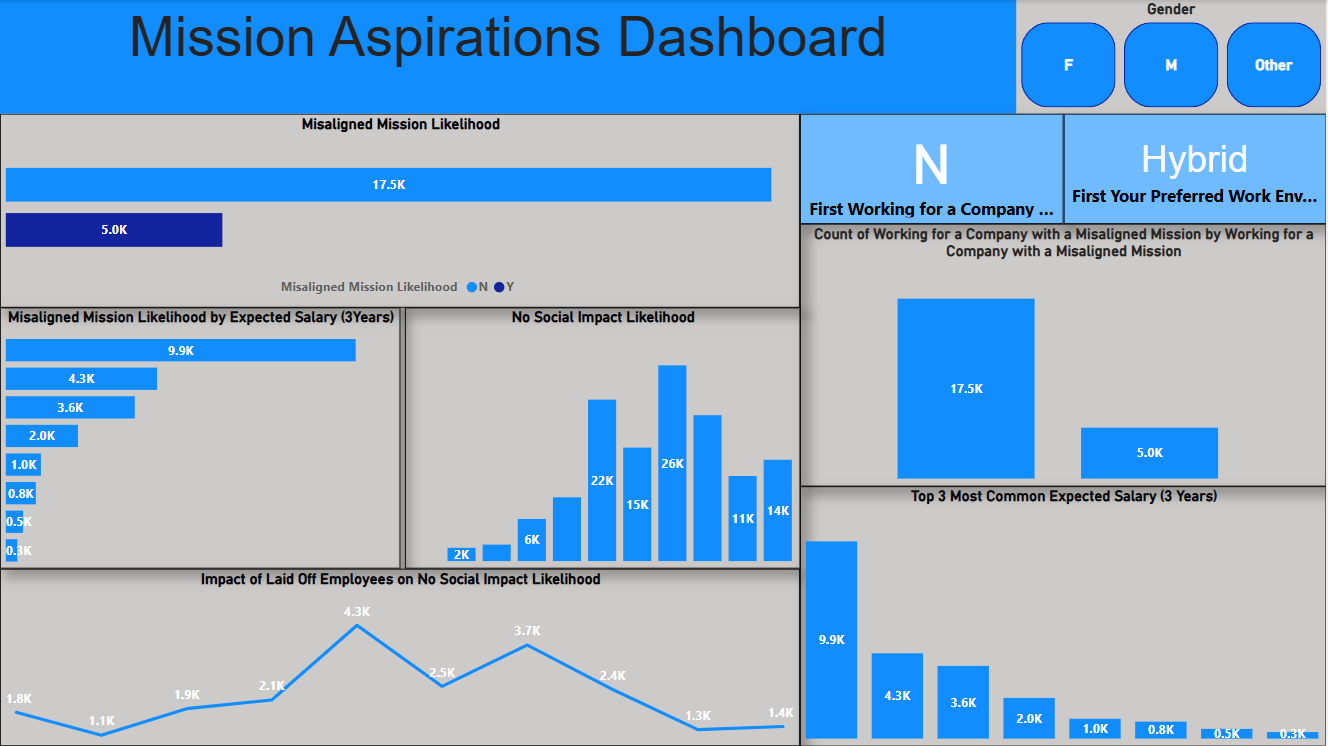 Mission Aspirations Dashboard
Gender
F
M
Other
Misaligned Mission Likelihood
17.5K
5.0K
Misaligned Mission Likelihood N Y
N
First Working for a Company ...
Hybrid
First Your Preferred Work Env...
Count of Working for a Company with a Misaligned Mission by Working for a
Company with a Misaligned Mission
17.5K
5.0K
Misaligned Mission Likelihood by Expected Salary (3Years)
9.9K
4.3K
3.6K
2.0K
1.0K
0.8K
0.5K
0.3K
No Social Impact Likelihood
2K
6K
22K
15K
26K
11K
14K
Top 3 Most Common Expected Salary (3 Years)
9.9K
4.3K
3.6K
2.0K
1.0K
0.8K
0.5K
0.3K
Impact of Laid Off Employees on No Social Impact Likelihood
1.8K
1.1K
1.9K
2.1K
4.3K
2.5K
3.7K
2.4K
1.3K
1.4K